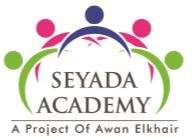 SEYADA
ACADEMY
A Project Of Awan Elkhair